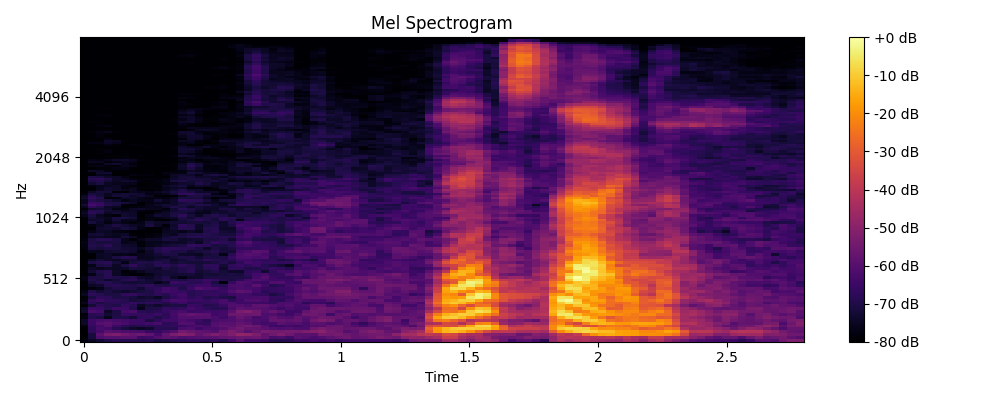 Mel Spectrogram
Hz
4096
2048
1024
512
0
0
0.5
1
1.5
2
2.5
Time
+0 dB
-10 dB
-20 dB
-30 dB
-40 dB
-50 dB
-60 dB
-70 dB
-80 dB